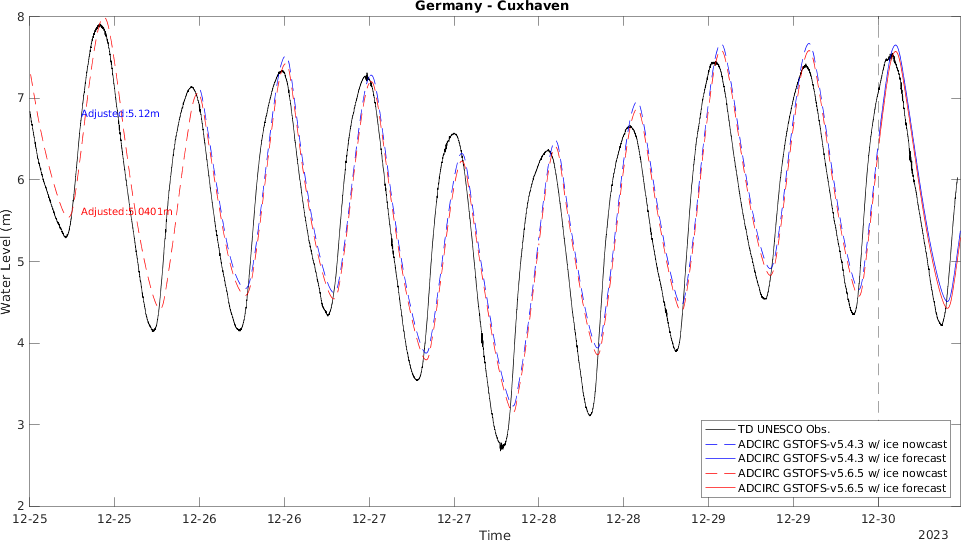 Germany - Cuxhaven
8
7
6
5
4
3
2
Water Level (m)
Adjusted:5.12m
Adjusted:5.0401m
TD UNESCO Obs.
ADCIRC GSTOFS-v5.4.3 w/ ice nowcast
ADCIRC GSTOFS-v5.4.3 w/ ice forecast
ADCIRC GSTOFS-v5.6.5 w/ ice nowcast
ADCIRC GSTOFS-v5.6.5 w/ ice forecast
12-25 12-25 12-26 12-26 12-27 12-27 12-28 12-28 12-29 12-29 12-30
Time
2023